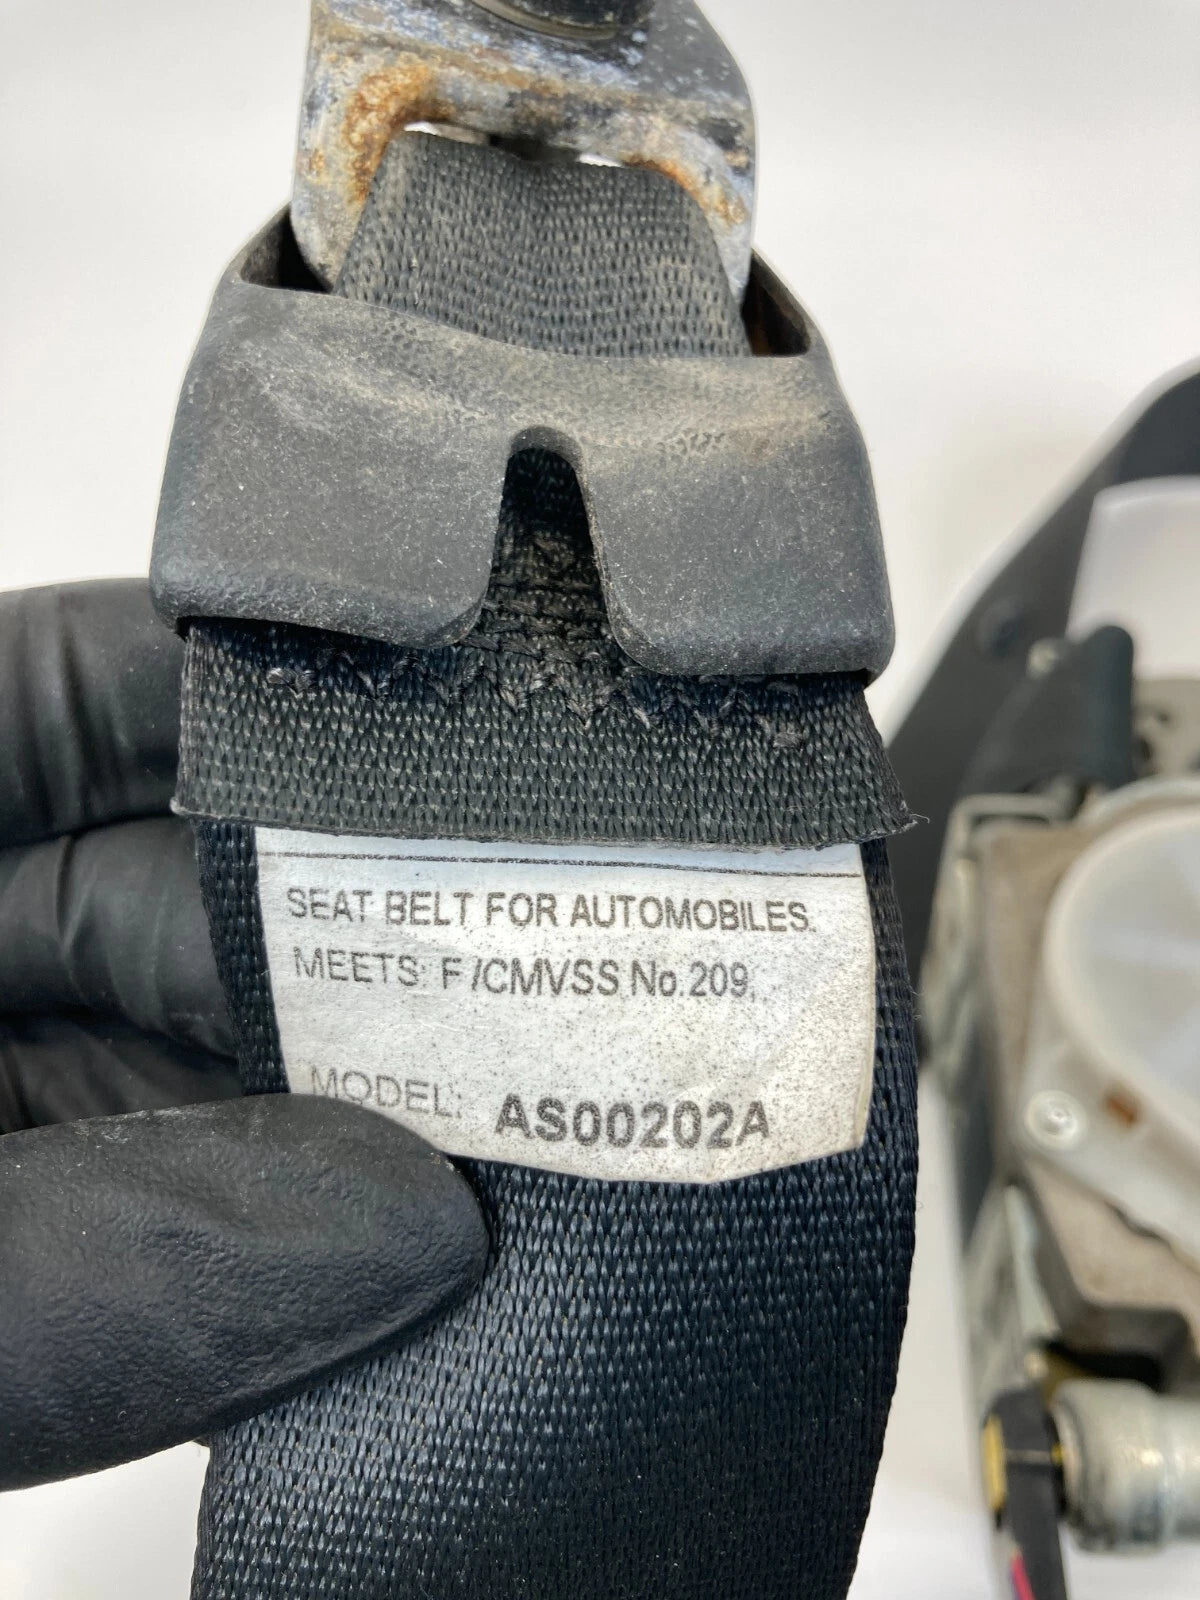 SEAT BELT FOR AUTOMOBILES.
MEETS: F/CMVSS No.209,
MODEL: AS00202A